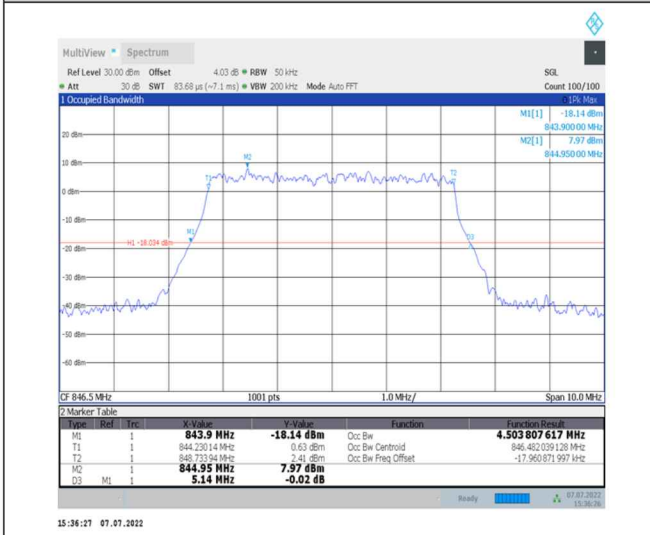 MultiView Spectrum
Ref Level 30.00 dBm Offset 4.03 dB RBW 50 kHz SGL
Att 30 dB SWT 83.68 µs (~7.1 ms) VBW 200 kHz Mode Auto FFT Count 100/100
1 Occupied Bandwidth 1Pk Max
M1[1] -18.14 dBm
843.90000 MHz
M2[1] 7.97 dBm
844.95000 MHz
20 dBm
10 dBm
M2
T1
T2
0 dBm
-10 dBm
M1
D3
H1 -18.034 dBm
-20 dBm
-30 dBm
-40 dBm
-50 dBm
-60 dBm
CF 846.5 MHz 1001 pts 1.0 MHz/ Span 10.0 MHz
2 Marker Table
Type Ref Trc X-Value Y-Value Function Function Result
M1 1 843.9 MHz -18.14 dBm Occ Bw 4.503 807 617 MHz
T1 1 844.23014 MHz 0.63 dBm Occ Bw Centroid 846.482 039 128 MHz
T2 1 848.73394 MHz 2.41 dBm Occ Bw Freq Offset -17.960 871 997 kHz
M2 1 844.95 MHz 7.97 dBm
D3 M1 1 5.14 MHz -0.02 dB
Ready 07.07.2022
15:36:26
15:36:27 07.07.2022